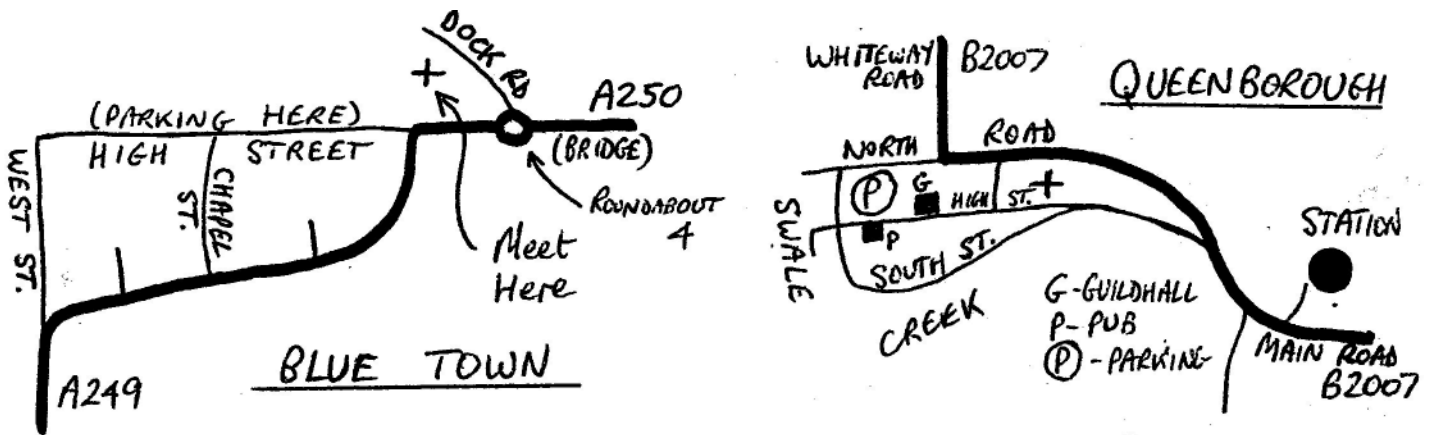 DOCK RD
A250
(PARKING HERE)
HIGH STREET
(BRIDGE)
WEST ST.
CHAPEL ST.
ROUNDABOUT
4
Meet
Here
BLUE TOWN
A249
WHITEWAY
ROAD
B2007
QUEENBOROUGH
NORTH ROAD
P
G
HIGH ST.
SWALE
P
SOUTH ST.
STATION
CREEK
G-GUILDHALL
P-PUB
P-PARKING
MAIN ROAD
B2007